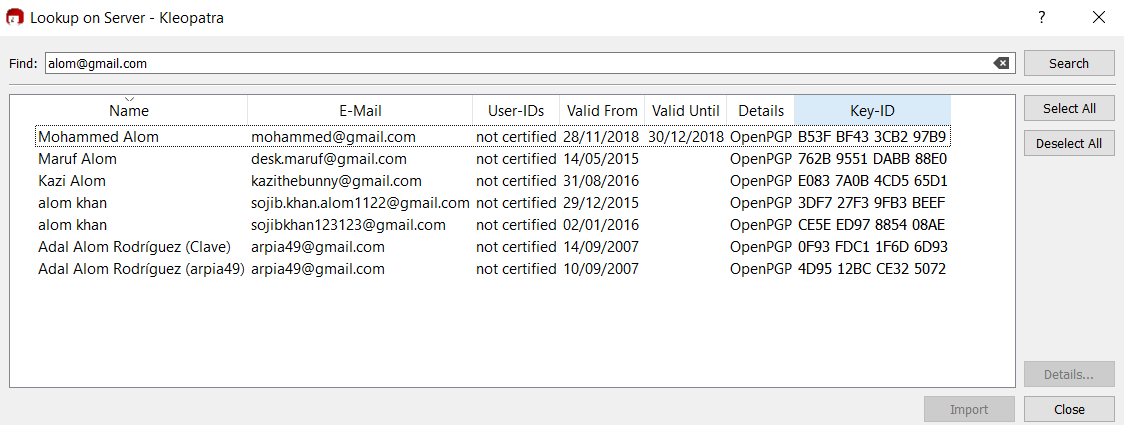 Lookup on Server - Kleopatra ?
Find: alom@gmail.com Search
Name E-Mail User-IDs Valid From Valid Until Details Key-ID Select All
Mohammed Alom mohammed@gmail.com not certified 28/11/2018 30/12/2018 OpenPGP B53F BF43 3CB2 97B9 Deselect All
Maruf Alom desk.maruf@gmail.com not certified 14/05/2015 OpenPGP 762B 9551 DABB 88E0
Kazi Alom kazithebunny@gmail.com not certified 31/08/2016 OpenPGP E083 7A0B 4CD5 65D1
alom khan sojib.khan.alom1122@gmail.com not certified 29/12/2015 OpenPGP 3DF7 27F3 9FB3 BEEF
alom khan sojibkhan123123@gmail.com not certified 02/01/2016 OpenPGP CE5E ED97 8854 08AE
Adal Alom Rodríguez (Clave) arpia49@gmail.com not certified 14/09/2007 OpenPGP 0F93 FDC1 1F6D 6D93
Adal Alom Rodríguez (arpia49) arpia49@gmail.com not certified 10/09/2007 OpenPGP 4D95 12BC CE32 5072
Details...
Import Close